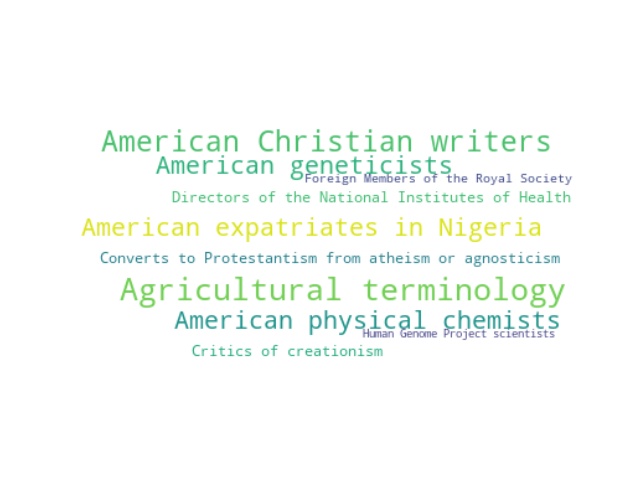 American Christian writers
American geneticists
Foreign Members of the Royal Society
Directors of the National Institutes of Health
American expatriates in Nigeria
Converts to Protestantism from atheism or agnosticism
Agricultural terminology
American physical chemists
Human Genome Project scientists
Critics of creationism